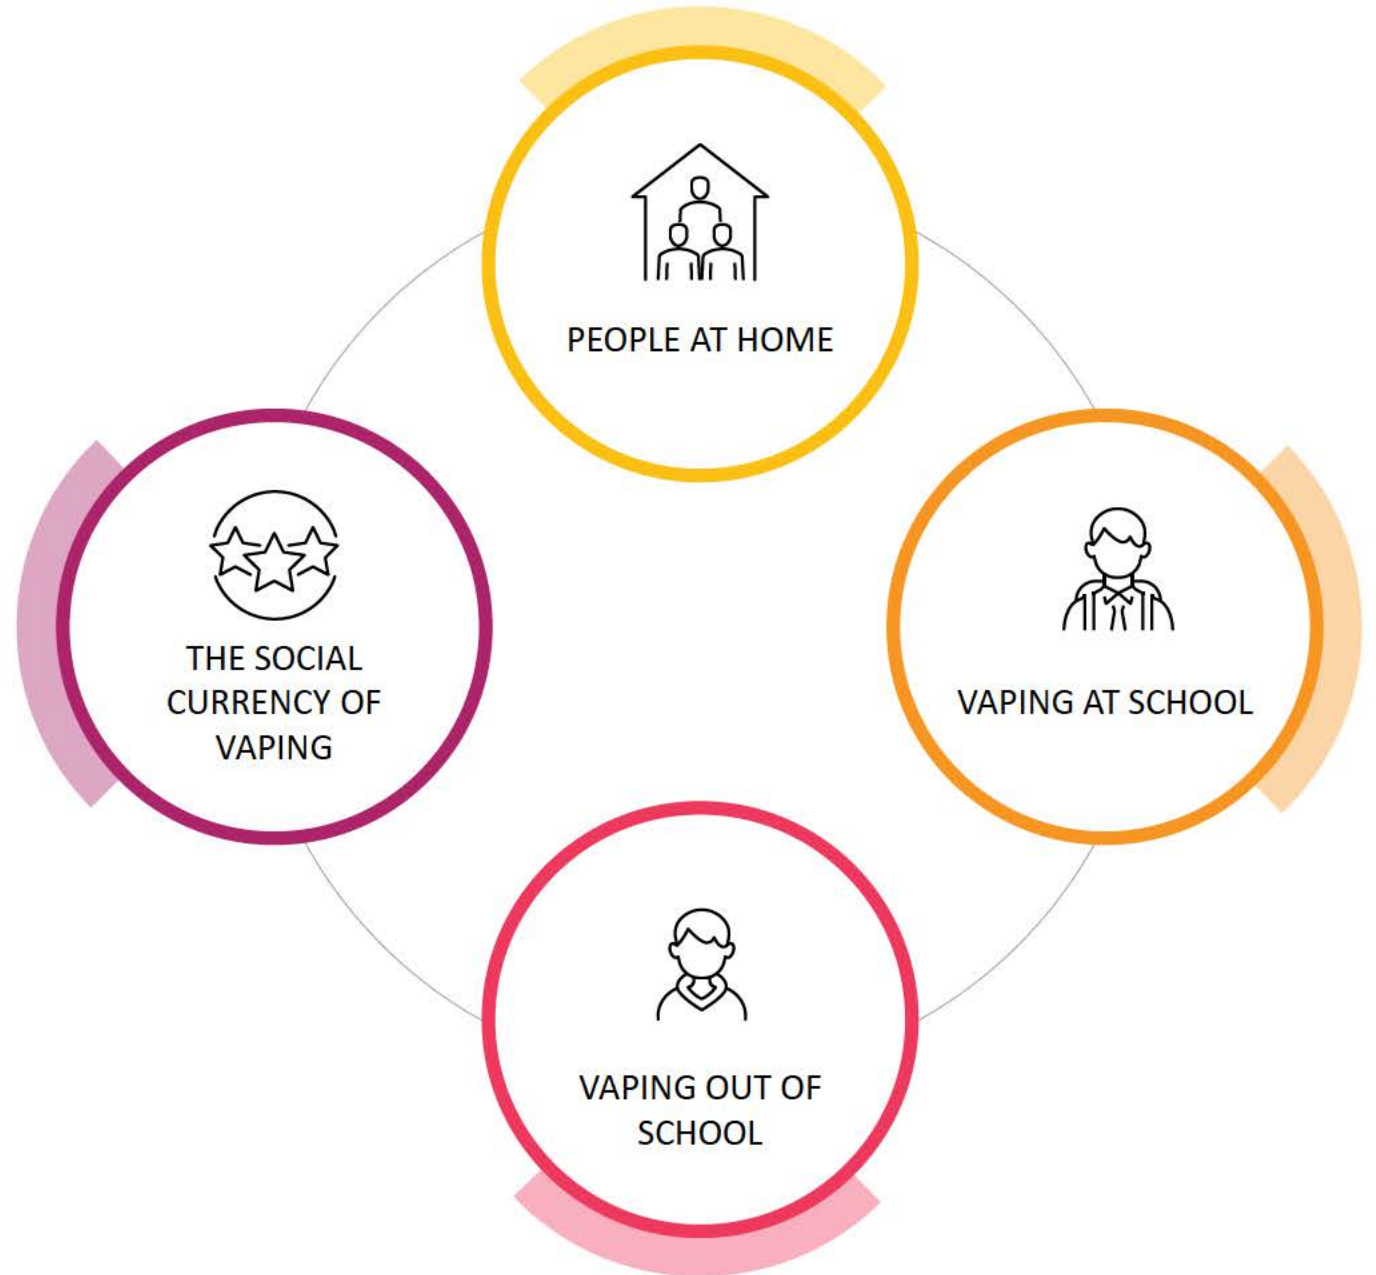 PEOPLE AT HOME
THE SOCIAL
CURRENCY OF
VAPING
VAPING AT SCHOOL
VAPING OUT OF
SCHOOL